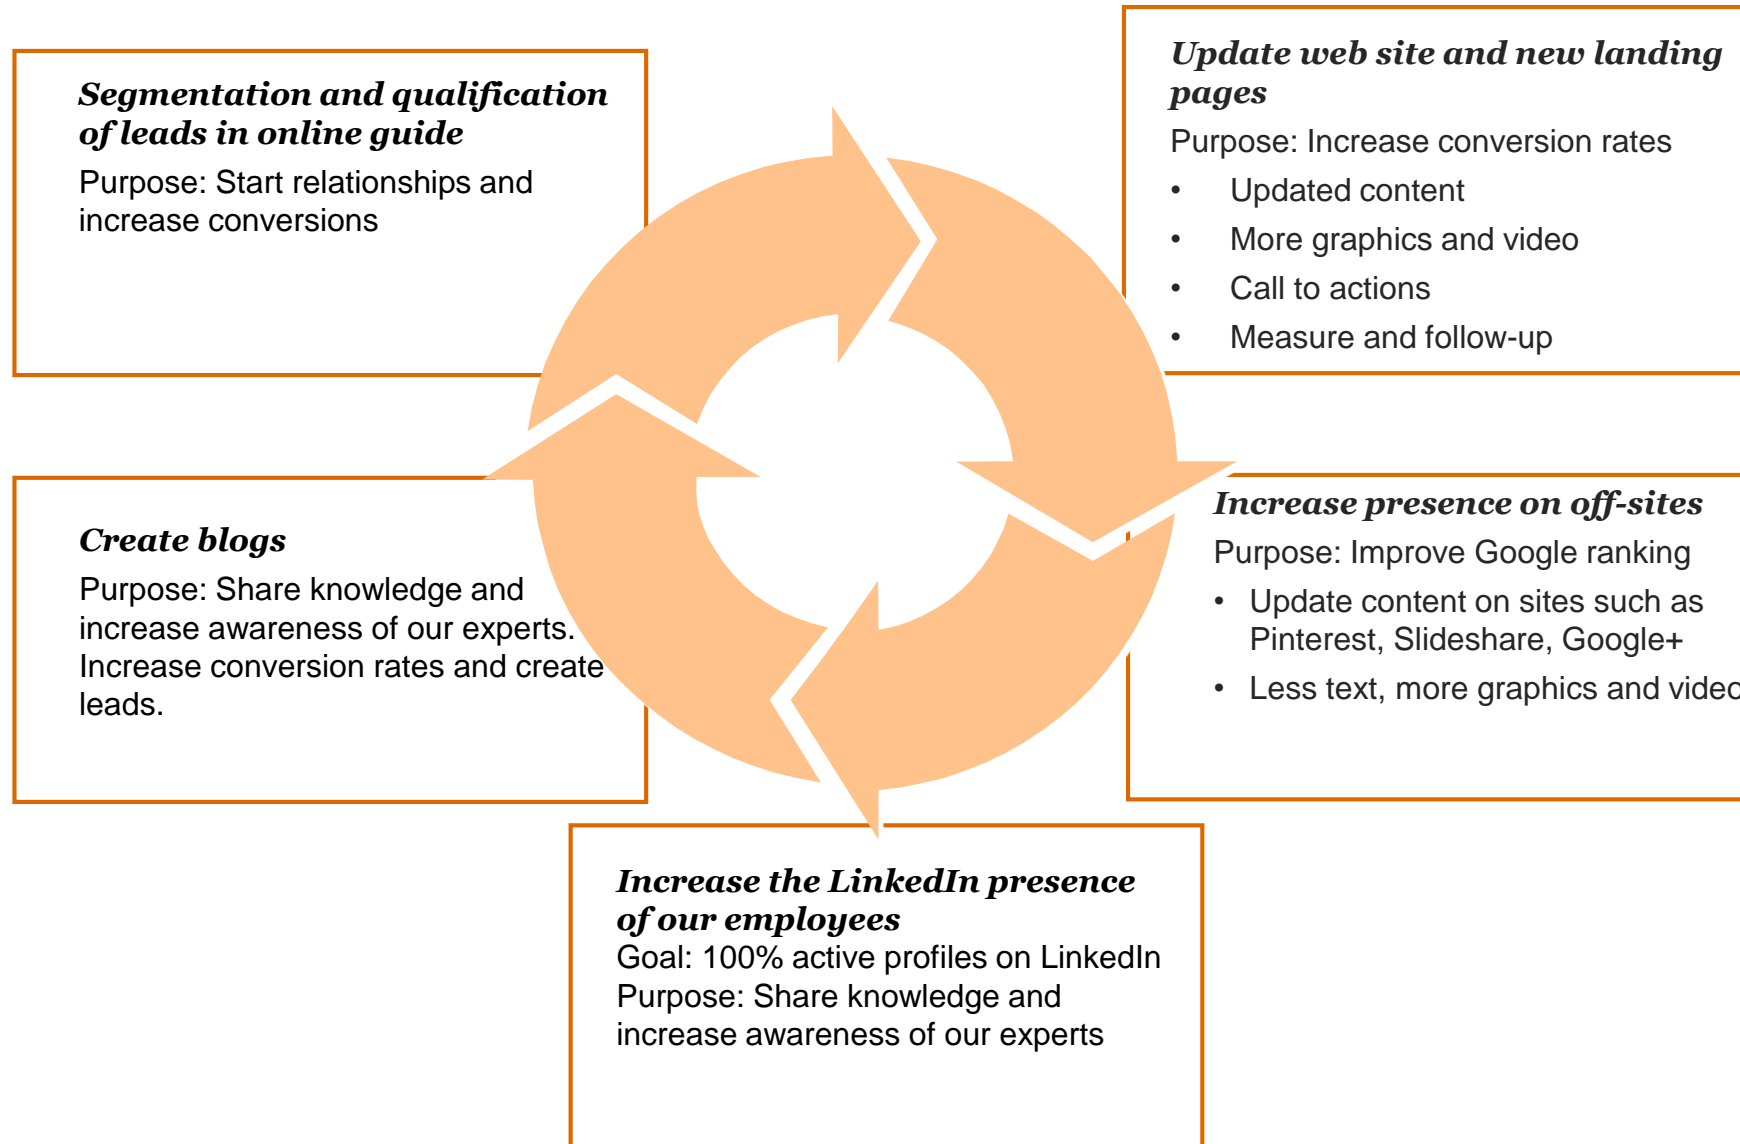 Segmentation and qualification
of leads in online guide
Purpose: Start relationships and
increase conversions
Update web site and new landing
pages
Purpose: Increase conversion rates
• Updated content
• More graphics and video
• Call to actions
• Measure and follow-up
Create blogs
Purpose: Share knowledge and
increase awareness of our experts.
Increase conversion rates and create
leads.
Increase presence on off-sites
Purpose: Improve Google ranking
• Update content on sites such as
Pinterest, Slideshare, Google+
• Less text, more graphics and video
Increase the LinkedIn presence
of our employees
Goal: 100% active profiles on LinkedIn
Purpose: Share knowledge and
increase awareness of our experts